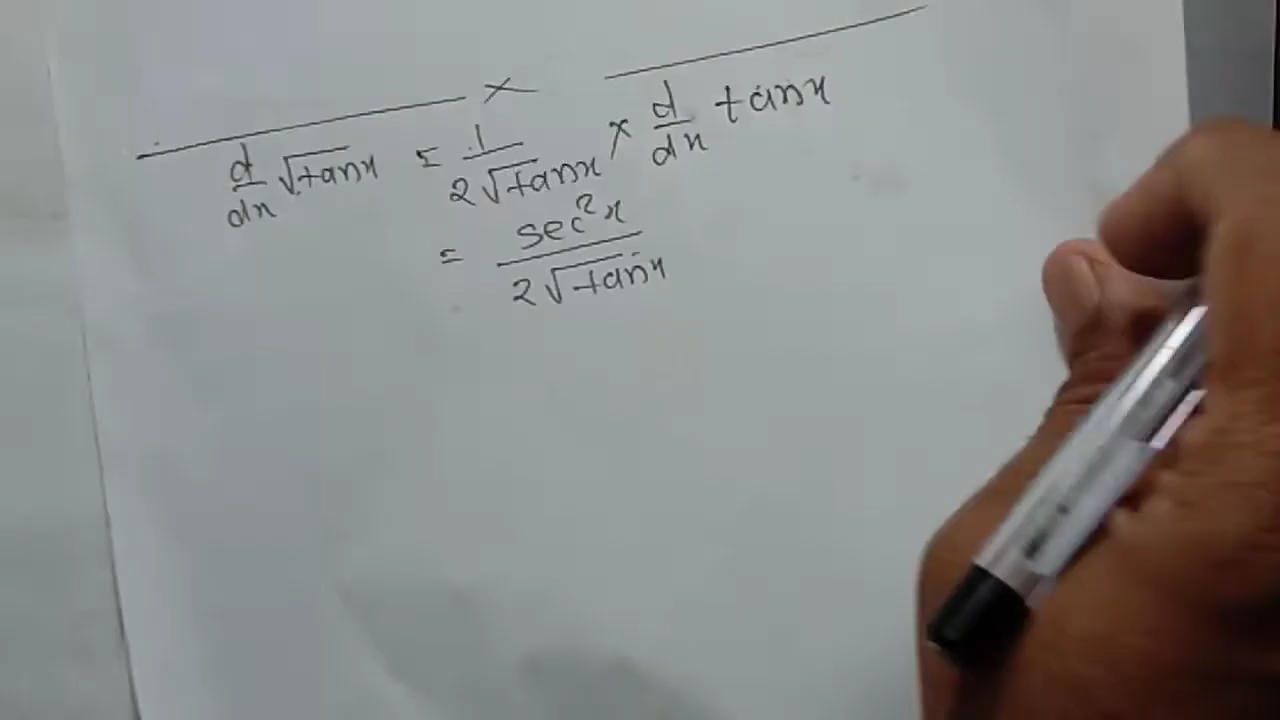 ×
d/dx √tanx = 1/2√tanx × d/dx tanx
= sec²x/2√tanx